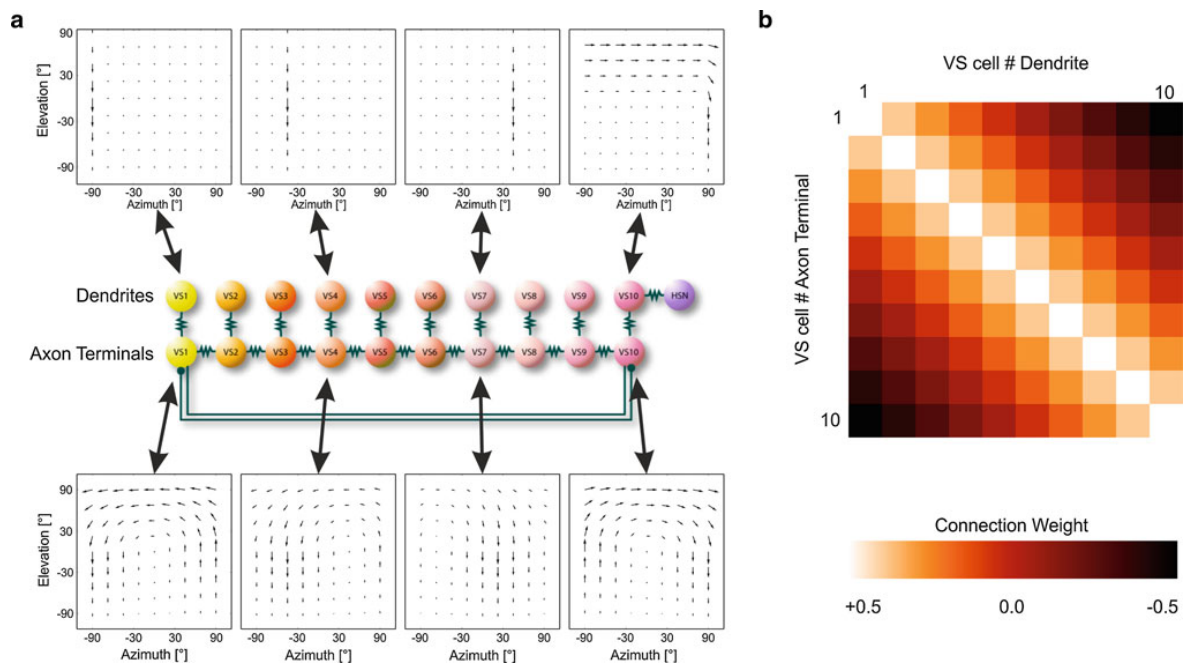 a
90
30
-30
-90
Elevation [°]
-90 -30 30 90
Azimuth [°]
-90 -30 30 90
Azimuth [°]
-90 -30 30 90
Azimuth [°]
-90 -30 30 90
Azimuth [°]
Dendrites
VS1 VS2 VS3 VS4 VS5 VS6 VS7 VS8 VS9 VS10 HSN
Axon Terminals
VS1 VS2 VS3 VS4 VS5 VS6 VS7 VS8 VS9 VS10
90
30
-30
-90
Elevation [°]
-90 -30 30 90
Azimuth [°]
-90 -30 30 90
Azimuth [°]
-90 -30 30 90
Azimuth [°]
-90 -30 30 90
Azimuth [°]
b
VS cell # Dendrite
1 10
1
VS cell # Axon Terminal
10
Connection Weight
+0.5 0.0 -0.5